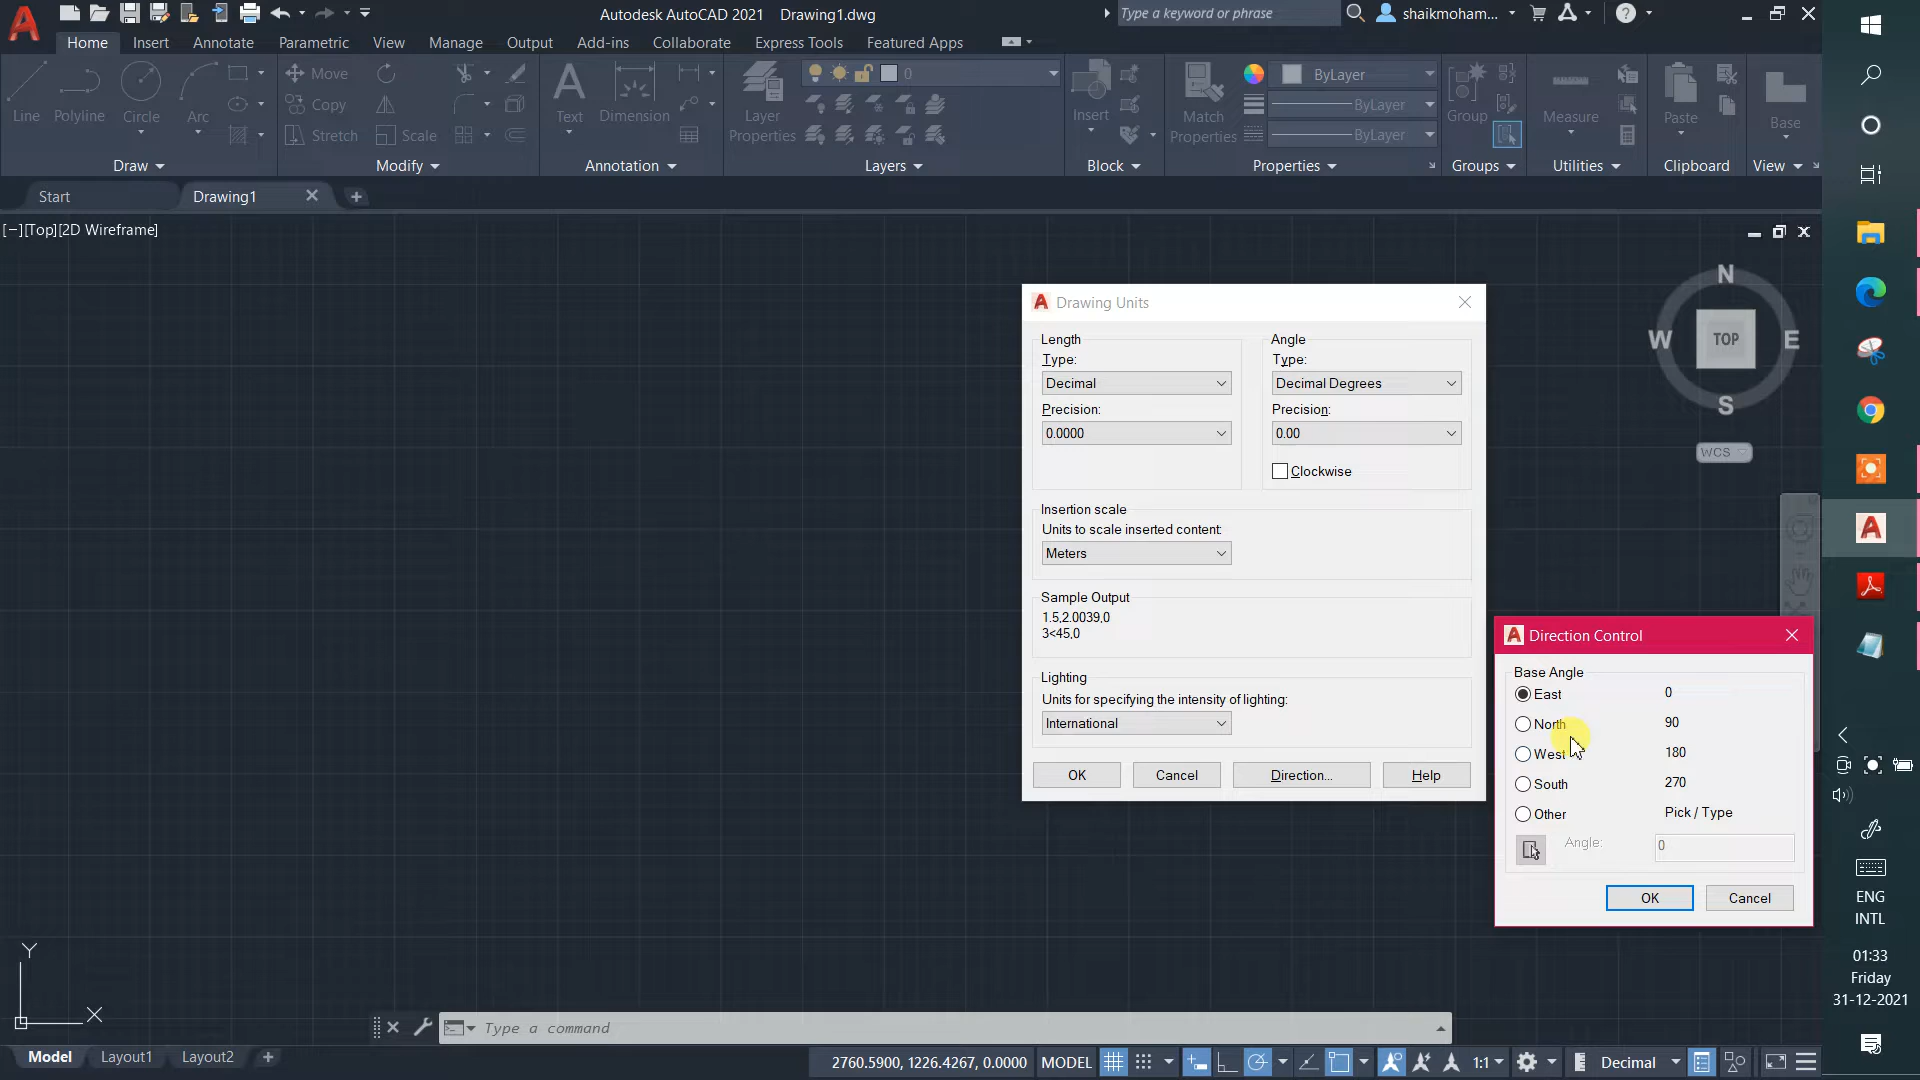 Autodesk AutoCAD 2021 Drawing1.dwg
Type a keyword or phrase
shaikmoham...
Home Insert Annotate Parametric View Manage Output Add-ins Collaborate Express Tools Featured Apps
Line Polyline Circle Arc
Move
Copy
Stretch Scale
Text Dimension
Layer Properties
0
Insert
Match Properties
ByLayer
ByLayer
ByLayer
Group
Measure
Paste
Base
Draw Modify Annotation Layers Block Properties Groups Utilities Clipboard View
Start Drawing1
[−][Top][2D Wireframe]
N
W TOP E
S
WCS
Drawing Units
Length
Type:
Decimal
Precision:
0.0000
Angle
Type:
Decimal Degrees
Precision:
0.00
Clockwise
Insertion scale
Units to scale inserted content:
Meters
Sample Output
1.5,2.0039,0
3<45,0
Lighting
Units for specifying the intensity of lighting:
International
OK Cancel Direction... Help
Direction Control
Base Angle
East 0
North 90
West 180
South 270
Other Pick / Type
Angle: 0
OK Cancel
Y
X
Type a command
Model Layout1 Layout2
2760.5900, 1226.4267, 0.0000 MODEL 1:1 Decimal
ENG
INTL
01:33
Friday
31-12-2021